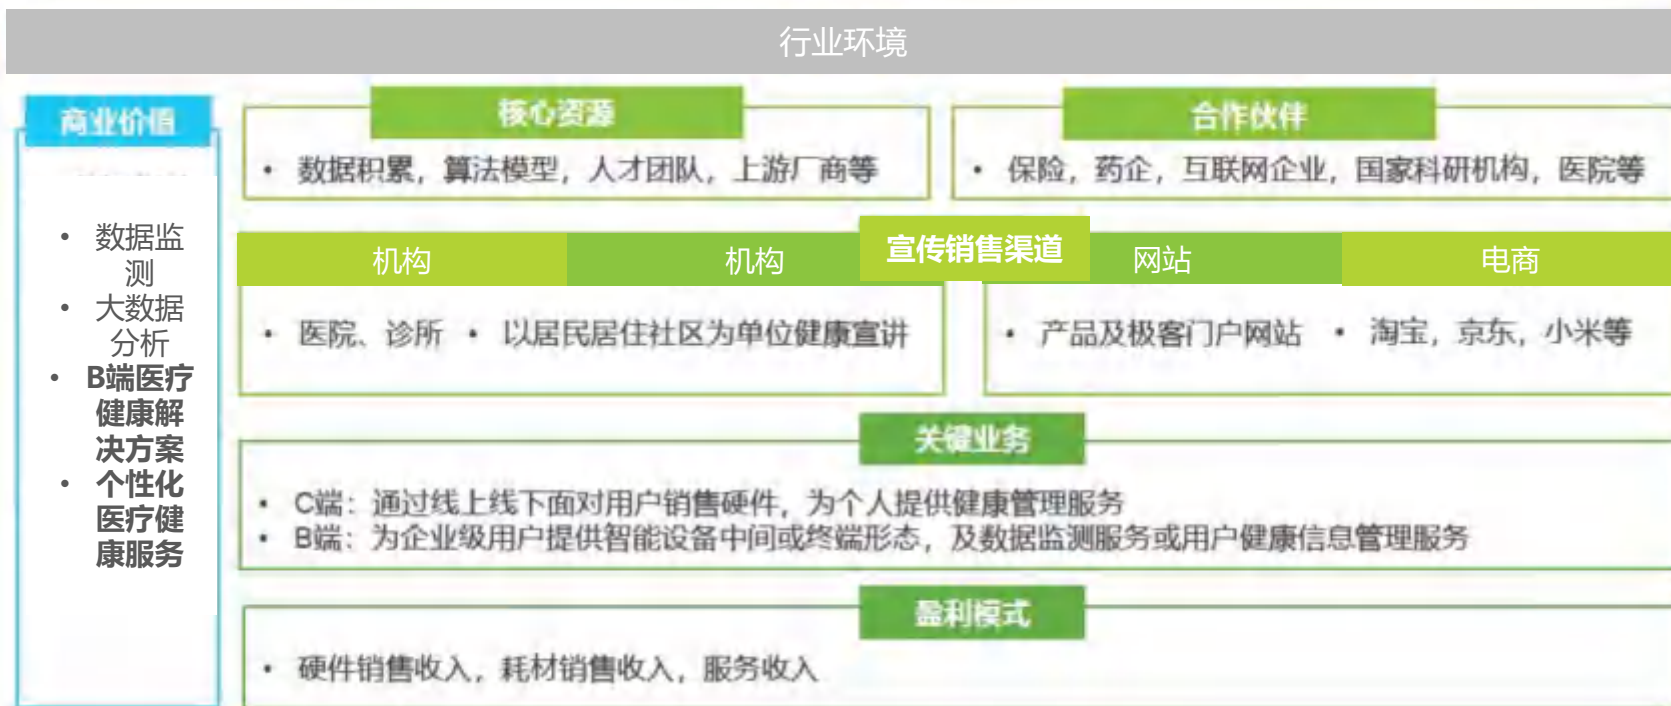 行业环境
商业价值
• 数据监
测
• 大数据
分析
• B端医疗
健康解
决方案
• 个性化
医疗健
康服务
核心资源
• 数据积累，算法模型，人才团队，上游厂商等
合作伙伴
• 保险，药企，互联网企业，国家科研机构，医院等
宣传销售渠道
机构
机构
网站
电商
• 医院、诊所
• 以居民居住社区为单位健康宣讲
• 产品及极客门户网站
• 淘宝，京东，小米等
关键业务
• C端：通过线上线下面对用户销售硬件，为个人提供健康管理服务
• B端：为企业级用户提供智能设备中间或终端形态，及数据监测服务或用户健康信息管理服务
盈利模式
• 硬件销售收入，耗材销售收入，服务收入